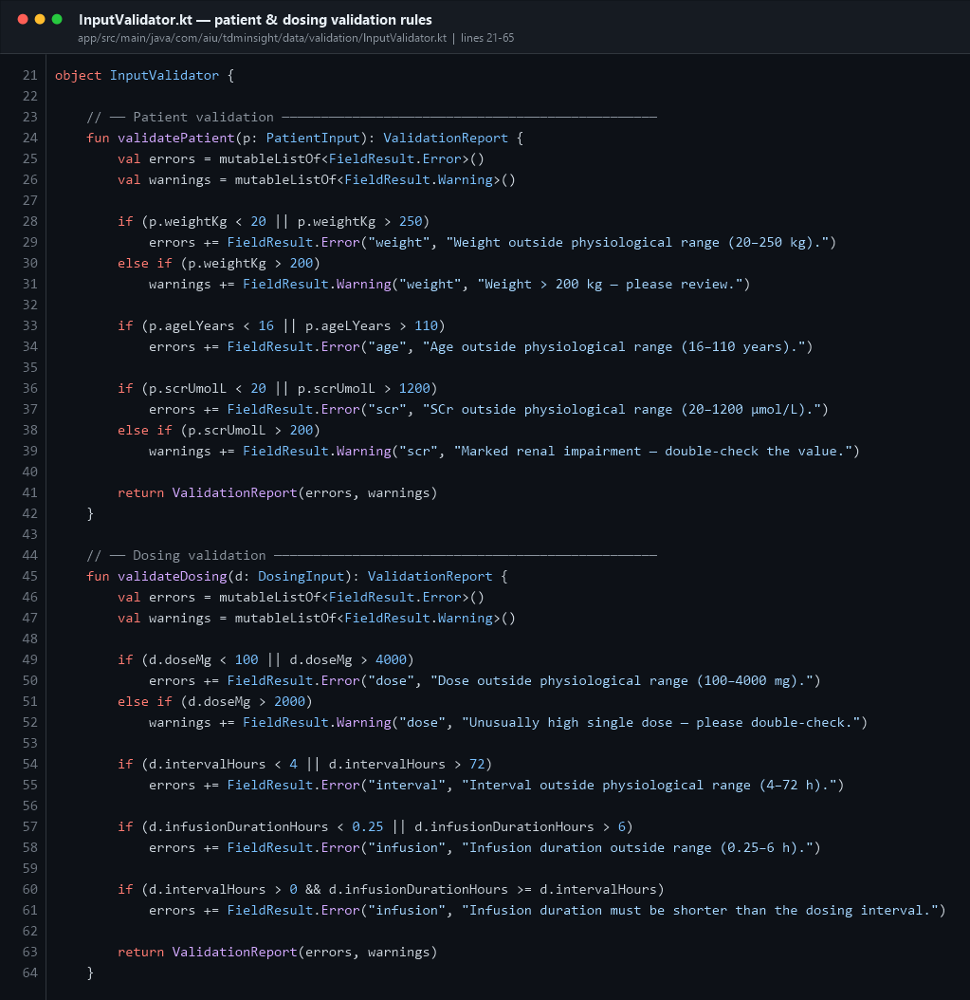 InputValidator.kt — patient & dosing validation rules
app/src/main/java/com/aiu/tdminsight/data/validation/InputValidator.kt | lines 21-65
21 object InputValidator {
22
23     // ── Patient validation ────────────────────────────────────────────────
24     fun validatePatient(p: PatientInput): ValidationReport {
25         val errors = mutableListOf<FieldResult.Error>()
26         val warnings = mutableListOf<FieldResult.Warning>()
27
28         if (p.weightKg < 20 || p.weightKg > 250)
29             errors += FieldResult.Error("weight", "Weight outside physiological range (20–250 kg).")
30         else if (p.weightKg > 200)
31             warnings += FieldResult.Warning("weight", "Weight > 200 kg — please review.")
32
33         if (p.ageLYears < 16 || p.ageLYears > 110)
34             errors += FieldResult.Error("age", "Age outside physiological range (16–110 years).")
35
36         if (p.scrUmolL < 20 || p.scrUmolL > 1200)
37             errors += FieldResult.Error("scr", "SCr outside physiological range (20–1200 µmol/L).")
38         else if (p.scrUmolL > 200)
39             warnings += FieldResult.Warning("scr", "Marked renal impairment — double-check the value.")
40
41         return ValidationReport(errors, warnings)
42     }
43
44     // ── Dosing validation ─────────────────────────────────────────────────
45     fun validateDosing(d: DosingInput): ValidationReport {
46         val errors = mutableListOf<FieldResult.Error>()
47         val warnings = mutableListOf<FieldResult.Warning>()
48
49         if (d.doseMg < 100 || d.doseMg > 4000)
50             errors += FieldResult.Error("dose", "Dose outside physiological range (100–4000 mg).")
51         else if (d.doseMg > 2000)
52             warnings += FieldResult.Warning("dose", "Unusually high single dose — please double-check.")
53
54         if (d.intervalHours < 4 || d.intervalHours > 72)
55             errors += FieldResult.Error("interval", "Interval outside physiological range (4–72 h).")
56
57         if (d.infusionDurationHours < 0.25 || d.infusionDurationHours > 6)
58             errors += FieldResult.Error("infusion", "Infusion duration outside range (0.25–6 h).")
59
60         if (d.intervalHours > 0 && d.infusionDurationHours >= d.intervalHours)
61             errors += FieldResult.Error("infusion", "Infusion duration must be shorter than the dosing interval.")
62
63         return ValidationReport(errors, warnings)
64     }